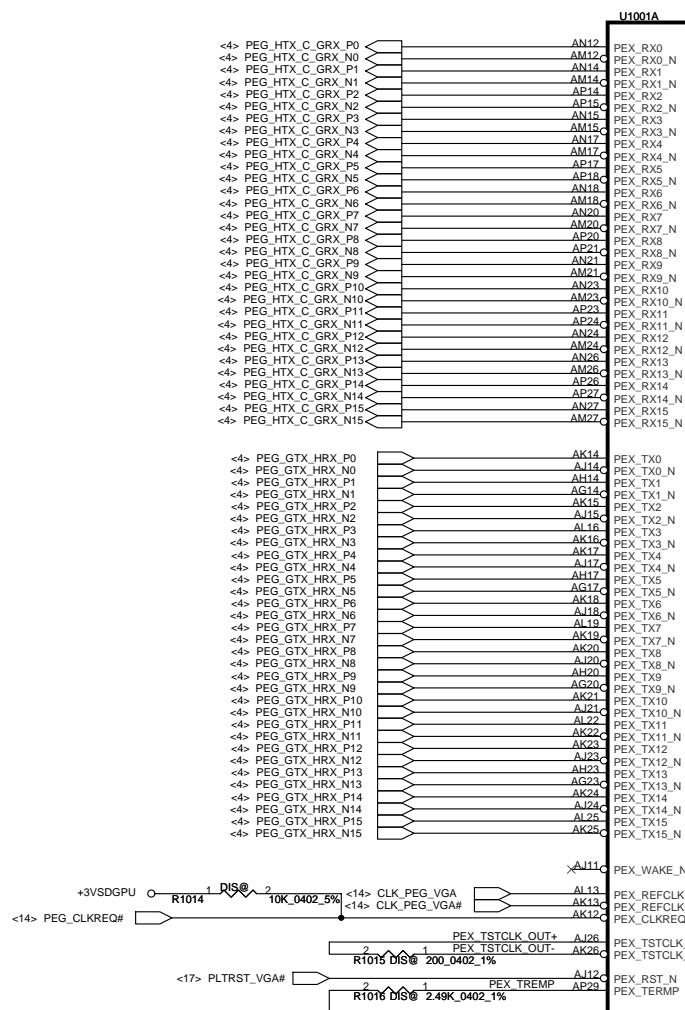 U1001A
<4> PEG_HTX_C_GRX_P0 AN12 PEX_RX0
<4> PEG_HTX_C_GRX_N0 AM12 PEX_RX0_N
<4> PEG_HTX_C_GRX_P1 AN14 PEX_RX1
<4> PEG_HTX_C_GRX_N1 AM14 PEX_RX1_N
<4> PEG_HTX_C_GRX_P2 AP14 PEX_RX2
<4> PEG_HTX_C_GRX_N2 AP15 PEX_RX2_N
<4> PEG_HTX_C_GRX_P3 AN15 PEX_RX3
<4> PEG_HTX_C_GRX_N3 AM15 PEX_RX3_N
<4> PEG_HTX_C_GRX_P4 AN17 PEX_RX4
<4> PEG_HTX_C_GRX_N4 AM17 PEX_RX4_N
<4> PEG_HTX_C_GRX_P5 AP17 PEX_RX5
<4> PEG_HTX_C_GRX_N5 AP18 PEX_RX5_N
<4> PEG_HTX_C_GRX_P6 AN18 PEX_RX6
<4> PEG_HTX_C_GRX_N6 AM18 PEX_RX6_N
<4> PEG_HTX_C_GRX_P7 AN20 PEX_RX7
<4> PEG_HTX_C_GRX_N7 AM20 PEX_RX7_N
<4> PEG_HTX_C_GRX_P8 AP20 PEX_RX8
<4> PEG_HTX_C_GRX_N8 AP21 PEX_RX8_N
<4> PEG_HTX_C_GRX_P9 AN21 PEX_RX9
<4> PEG_HTX_C_GRX_N9 AM21 PEX_RX9_N
<4> PEG_HTX_C_GRX_P10 AN23 PEX_RX10
<4> PEG_HTX_C_GRX_N10 AM23 PEX_RX10_N
<4> PEG_HTX_C_GRX_P11 AP23 PEX_RX11
<4> PEG_HTX_C_GRX_N11 AP24 PEX_RX11_N
<4> PEG_HTX_C_GRX_P12 AN24 PEX_RX12
<4> PEG_HTX_C_GRX_N12 AM24 PEX_RX12_N
<4> PEG_HTX_C_GRX_P13 AN26 PEX_RX13
<4> PEG_HTX_C_GRX_N13 AM26 PEX_RX13_N
<4> PEG_HTX_C_GRX_P14 AP26 PEX_RX14
<4> PEG_HTX_C_GRX_N14 AP27 PEX_RX14_N
<4> PEG_HTX_C_GRX_P15 AN27 PEX_RX15
<4> PEG_HTX_C_GRX_N15 AM27 PEX_RX15_N
<4> PEG_GTX_HRX_P0 AK14 PEX_TX0
<4> PEG_GTX_HRX_N0 AJ14 PEX_TX0_N
<4> PEG_GTX_HRX_P1 AH14 PEX_TX1
<4> PEG_GTX_HRX_N1 AG14 PEX_TX1_N
<4> PEG_GTX_HRX_P2 AK15 PEX_TX2
<4> PEG_GTX_HRX_N2 AJ15 PEX_TX2_N
<4> PEG_GTX_HRX_P3 AL16 PEX_TX3
<4> PEG_GTX_HRX_N3 AK16 PEX_TX3_N
<4> PEG_GTX_HRX_P4 AK17 PEX_TX4
<4> PEG_GTX_HRX_N4 AJ17 PEX_TX4_N
<4> PEG_GTX_HRX_P5 AH17 PEX_TX5
<4> PEG_GTX_HRX_N5 AG17 PEX_TX5_N
<4> PEG_GTX_HRX_P6 AK18 PEX_TX6
<4> PEG_GTX_HRX_N6 AJ18 PEX_TX6_N
<4> PEG_GTX_HRX_P7 AL19 PEX_TX7
<4> PEG_GTX_HRX_N7 AK19 PEX_TX7_N
<4> PEG_GTX_HRX_P8 AK20 PEX_TX8
<4> PEG_GTX_HRX_N8 AJ20 PEX_TX8_N
<4> PEG_GTX_HRX_P9 AH20 PEX_TX9
<4> PEG_GTX_HRX_N9 AG20 PEX_TX9_N
<4> PEG_GTX_HRX_P10 AK21 PEX_TX10
<4> PEG_GTX_HRX_N10 AJ21 PEX_TX10_N
<4> PEG_GTX_HRX_P11 AL22 PEX_TX11
<4> PEG_GTX_HRX_N11 AK22 PEX_TX11_N
<4> PEG_GTX_HRX_P12 AK23 PEX_TX12
<4> PEG_GTX_HRX_N12 AJ23 PEX_TX12_N
<4> PEG_GTX_HRX_P13 AH23 PEX_TX13
<4> PEG_GTX_HRX_N13 AG23 PEX_TX13_N
<4> PEG_GTX_HRX_P14 AK24 PEX_TX14
<4> PEG_GTX_HRX_N14 AJ24 PEX_TX14_N
<4> PEG_GTX_HRX_P15 AL25 PEX_TX15
<4> PEG_GTX_HRX_N15 AK25 PEX_TX15_N
AJ11 PEX_WAKE_N
+3VSDGPU 1 DIS@ 2 <14> CLK_PEG_VGA AL13 PEX_REFCLK
R1014 10K_0402_5% <14> CLK_PEG_VGA# AK13 PEX_REFCLK
<14> PEG_CLKREQ# AK12 PEX_CLKREQ
PEX_TSTCLK_OUT+ AJ26 PEX_TSTCLK_
2 1 PEX_TSTCLK_OUT- AK26 PEX_TSTCLK_
R1015 DIS@ 200_0402_1%
<17> PLTRST_VGA# AJ12 PEX_RST_N
2 1 PEX_TREMP AP29 PEX_TERMP
R1016 DIS@ 2.49K_0402_1%